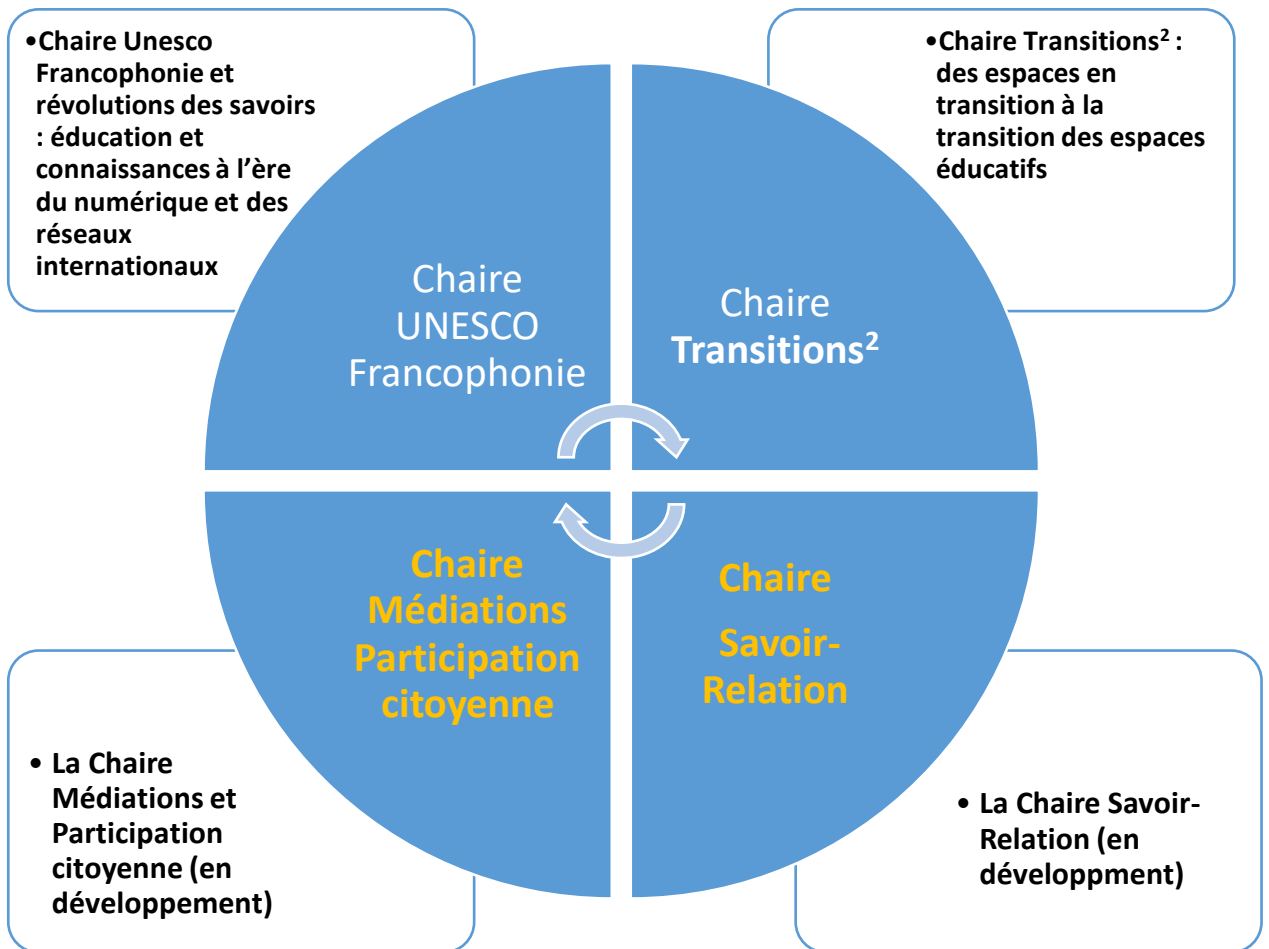 •Chaire Unesco
Francophonie et
révolutions des savoirs
: éducation et
connaissances à l'ère
du numérique et des
réseaux
internationaux
•Chaire Transitions² :
des espaces en
transition à la
transition des espaces
éducatifs
Chaire
UNESCO
Francophonie
Chaire
Transitions²
Chaire
Médiations
Participation
citoyenne
Chaire
Savoir-
Relation
• La Chaire
Médiations et
Participation
citoyenne (en
développement)
• La Chaire Savoir-
Relation (en
développment)